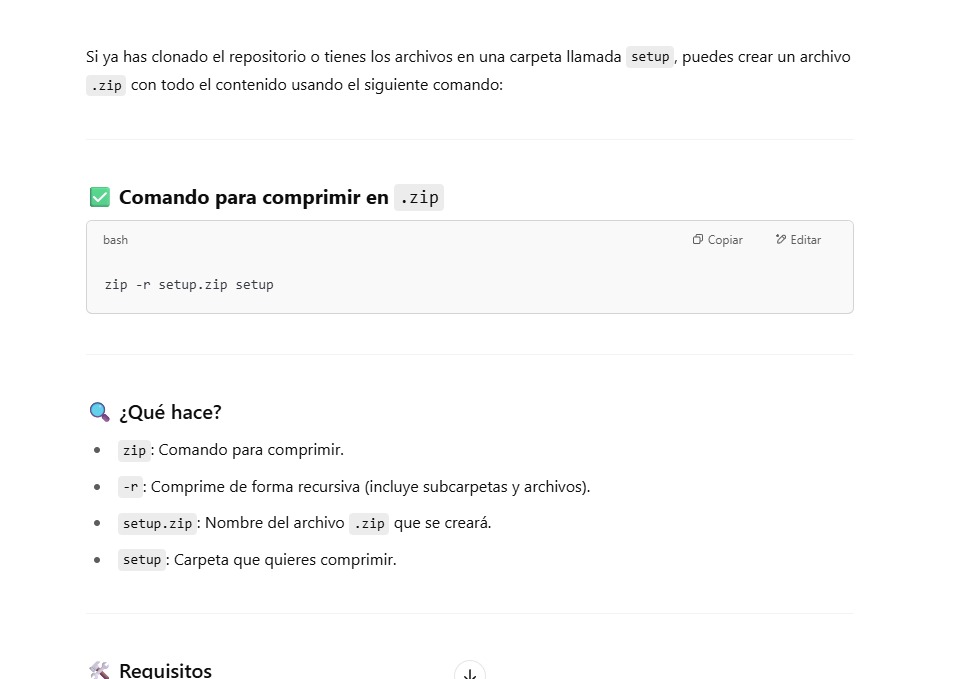 Si ya has clonado el repositorio o tienes los archivos en una carpeta llamada setup, puedes crear un archivo
.zip con todo el contenido usando el siguiente comando:
✅ Comando para comprimir en .zip
bash Copiar Editar
zip -r setup.zip setup
🔍 ¿Qué hace?
• zip: Comando para comprimir.
• -r: Comprime de forma recursiva (incluye subcarpetas y archivos).
• setup.zip: Nombre del archivo .zip que se creará.
• setup: Carpeta que quieres comprimir.
🛠 Requisitos